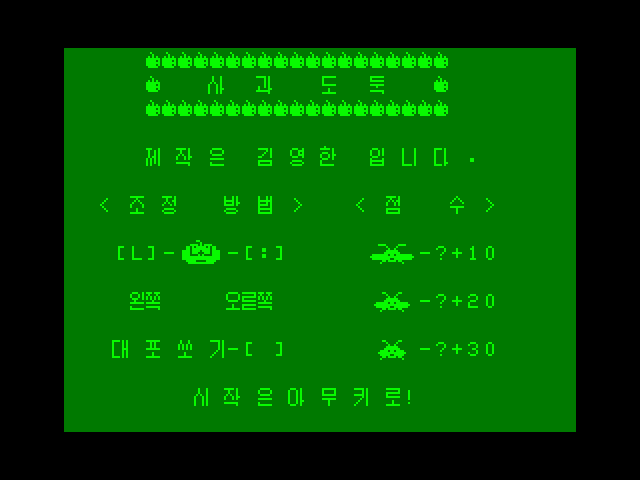 사과 도둑
제작은 김영한 입니다.
< 조정 방법 > < 점 수 >
[L]- -[:] -?+10
왼쪽 오른쪽 -?+20
대포쏘기-[ ] -?+30
시작은아무키로!